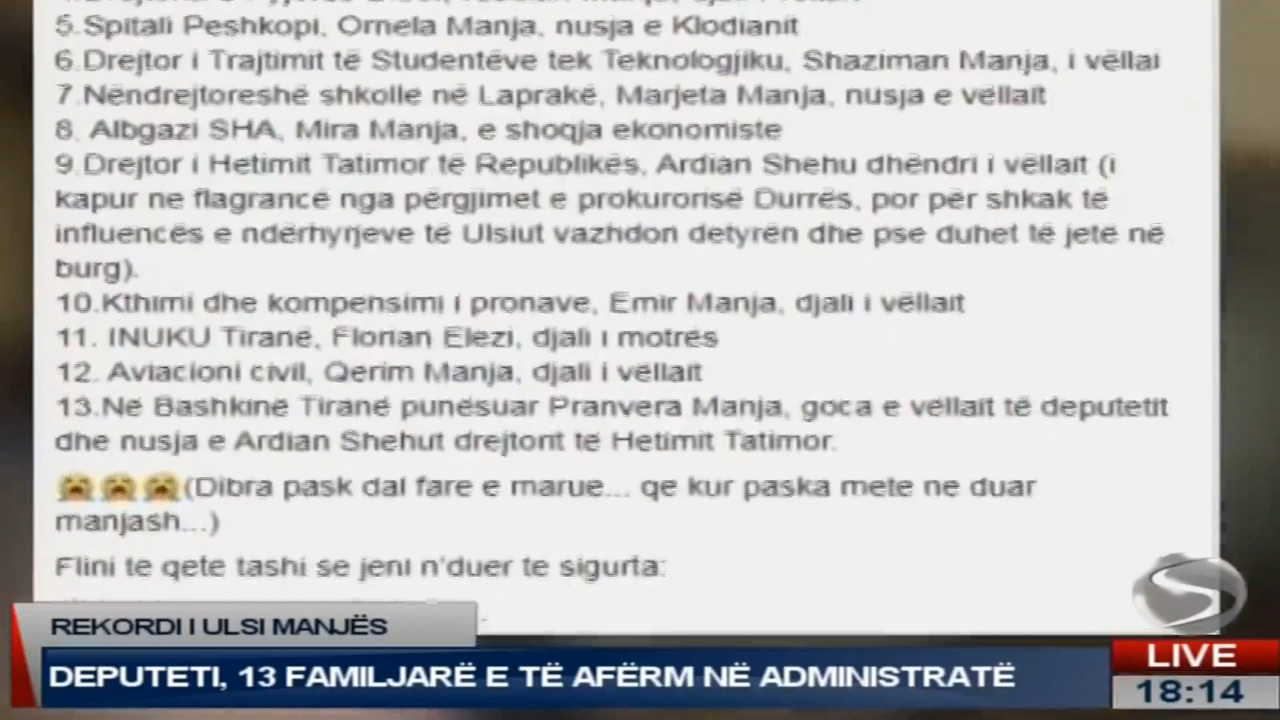 5.Spitali Peshkopi, Ornela Manja, nusja e Klodianit
6.Drejtor i Trajtimit të Studentëve tek Teknologjiku, Shaziman Manja, i vëllai
7.Nëndrejtoreshë shkolle në Laprakë, Marjeta Manja, nusja e vëllait
8. Albgazi SHA, Mira Manja, e shoqja ekonomiste
9.Drejtor i Hetimit Tatimor të Republikës, Ardian Shehu dhëndri i vëllait (i
kapur ne flagrancë nga përgjimet e prokurorisë Durrës, por për shkak të
influencës e ndërhyrjeve të Ulsiut vazhdon detyrën dhe pse duhet të jetë në
burg).
10.Kthimi dhe kompensimi i pronave, Emir Manja, djali i vëllait
11. INUKU Tiranë, Florian Elezi, djali i motrës
12. Aviacioni civil, Qerim Manja, djali i vëllait
13.Në Bashkinë Tiranë punësuar Pranvera Manja, goca e vëllait të deputetit
dhe nusja e Ardian Shehut drejtorit të Hetimit Tatimor.
(Dibra pask dal fare e marue... qe kur paska mete ne duar
manjash...)
Flini te qete tashi se jeni n'duer te sigurta:
REKORDI I ULSI MANJËS
DEPUTETI, 13 FAMILJARË E TË AFËRM NË ADMINISTRATË
LIVE
18:14